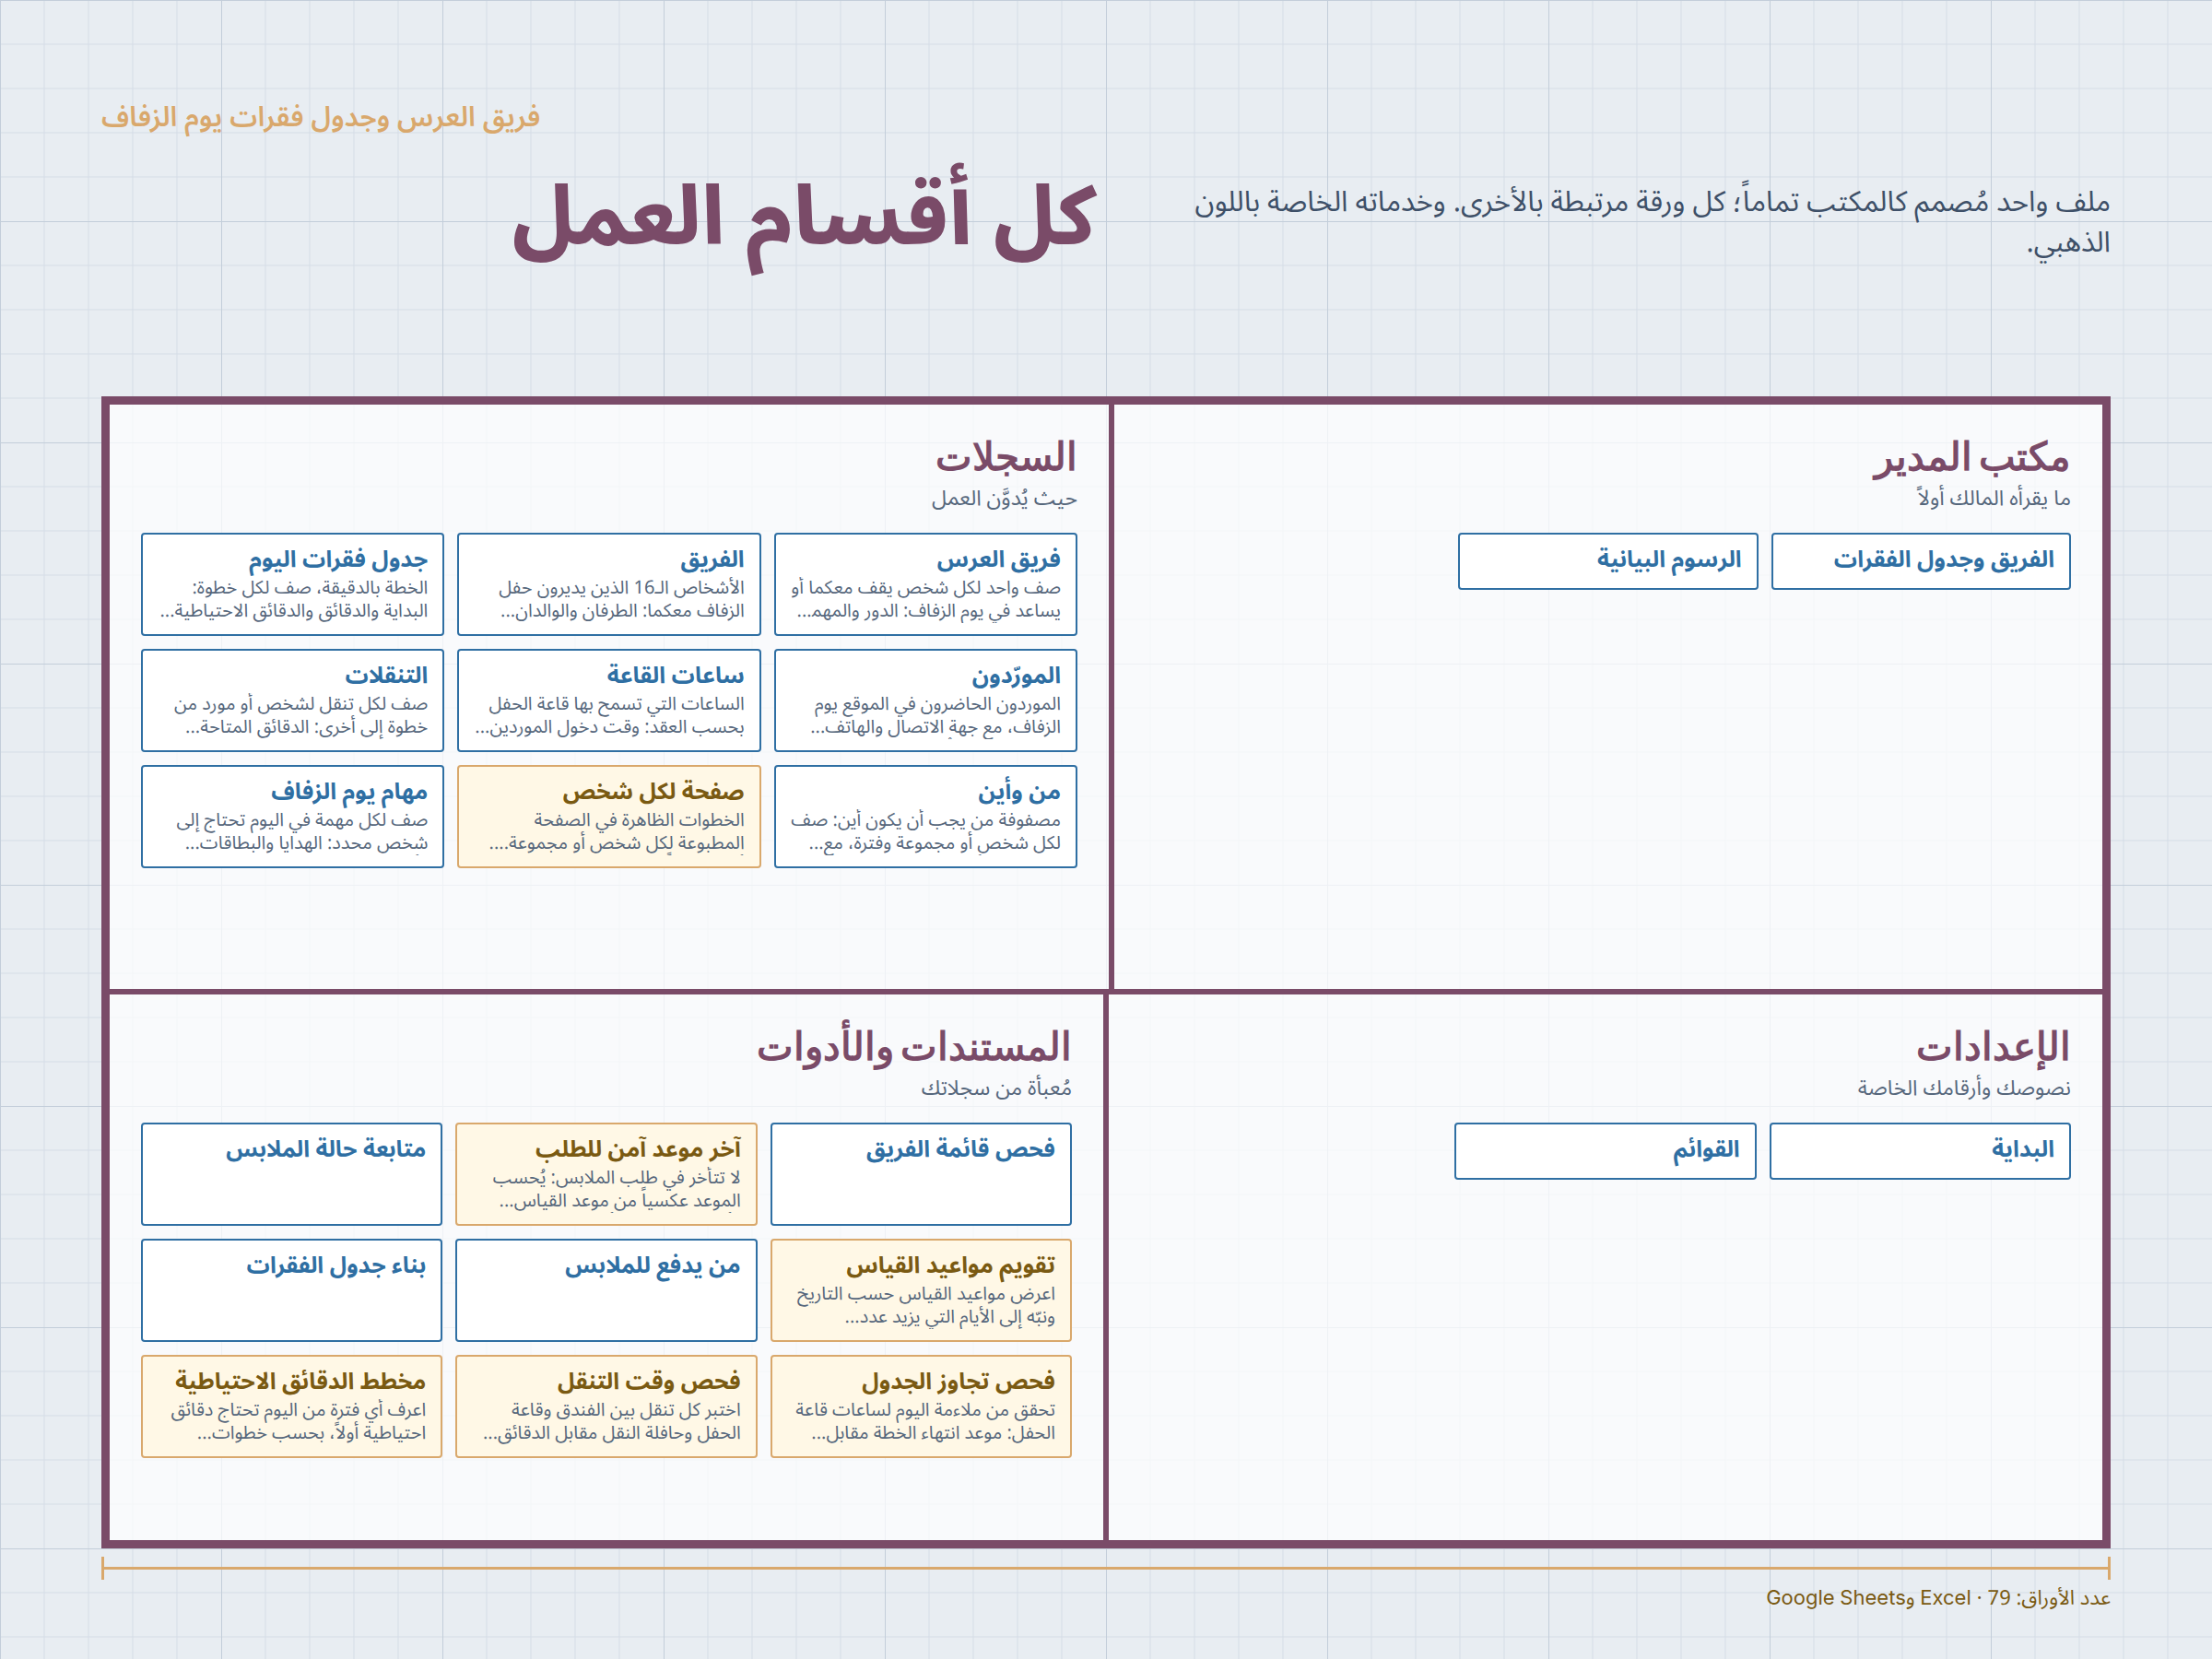 فريق العرس وجدول فقرات يوم الزفاف
كل أقسام العمل
ملف واحد مُصمم كالمكتب تماماً؛ كل ورقة مرتبطة بالأخرى. وخدماته الخاصة باللون
الذهبي.
مكتب المدير
ما يقرأه المالك أولاً
الفريق وجدول الفقرات
الرسوم البيانية
السجلات
حيث يُدوَّن العمل
فريق العرس
صف واحد لكل شخص يقف معكما أو
يساعد في يوم الزفاف: الدور والمهمـ...
الفريق
الأشخاص الـ16 الذين يديرون حفل
الزفاف معكما: الطرفان والوالدان...
جدول فقرات اليوم
الخطة بالدقيقة، صف لكل خطوة:
البداية والدقائق والدقائق الاحتياطية...
المورّدون
الموردون الحاضرون في الموقع يوم
الزفاف، مع جهة الاتصال والهاتف...
ساعات القاعة
الساعات التي تسمح بها قاعة الحفل
بحسب العقد: وقت دخول الموردين...
التنقلات
صف لكل تنقل لشخص أو مورد من
خطوة إلى أخرى: الدقائق المتاحة...
من وأين
مصفوفة من يجب أن يكون أين: صف
لكل شخص أو مجموعة وفترة، مع...
صفحة لكل شخص
الخطوات الظاهرة في الصفحة
المطبوعة لكل شخص أو مجموعة....
مهام يوم الزفاف
صف لكل مهمة في اليوم تحتاج إلى
شخص محدد: الهدايا والبطاقات...
الإعدادات
نصوصك وأرقامك الخاصة
البداية
القوائم
المستندات والأدوات
مُعبأة من سجلاتك
فحص قائمة الفريق
آخر موعد آمن للطلب
لا تتأخر في طلب الملابس: يُحسب
الموعد عكسياً من موعد القياس...
متابعة حالة الملابس
تقويم مواعيد القياس
اعرض مواعيد القياس حسب التاريخ
ونبّه إلى الأيام التي يزيد عدد...
من يدفع للملابس
بناء جدول الفقرات
فحص تجاوز الجدول
تحقق من ملاءمة اليوم لساعات قاعة
الحفل: موعد انتهاء الخطة مقابل...
فحص وقت التنقل
اختبر كل تنقل بين الفندق وقاعة
الحفل وحافلة النقل مقابل الدقائق...
مخطط الدقائق الاحتياطية
اعرف أي فترة من اليوم تحتاج دقائق
احتياطية أولاً، بحسب خطوات...
عدد الأوراق: 79 · Excel وGoogle Sheets